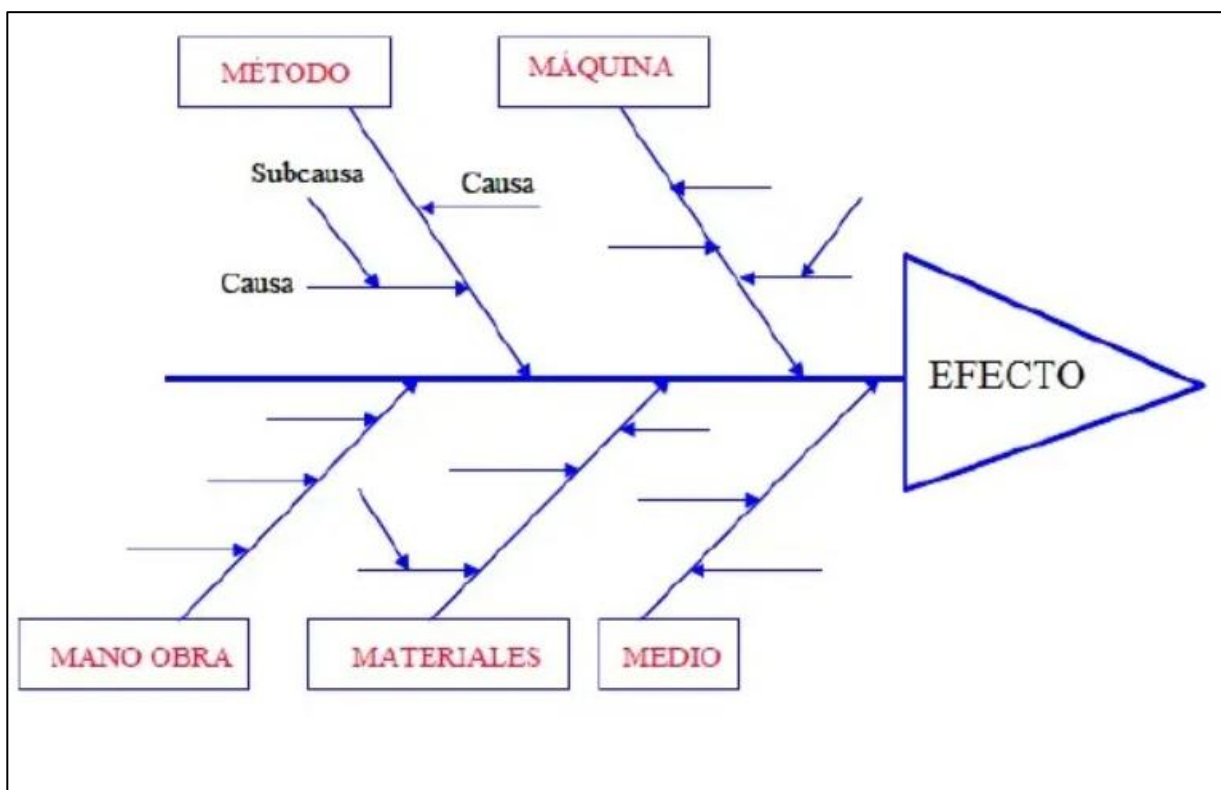 MÉTODO
MÁQUINA
Subcausa
Causa
Causa
EFECTO
MANO OBRA
MATERIALES
MEDIO